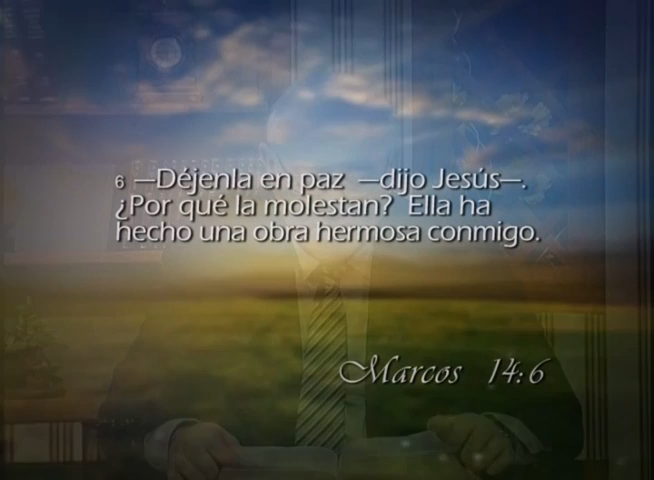 6 —Déjenla en paz —dijo Jesús—.
¿Por qué la molestan? Ella ha
hecho una obra hermosa conmigo.
Marcos 14:6